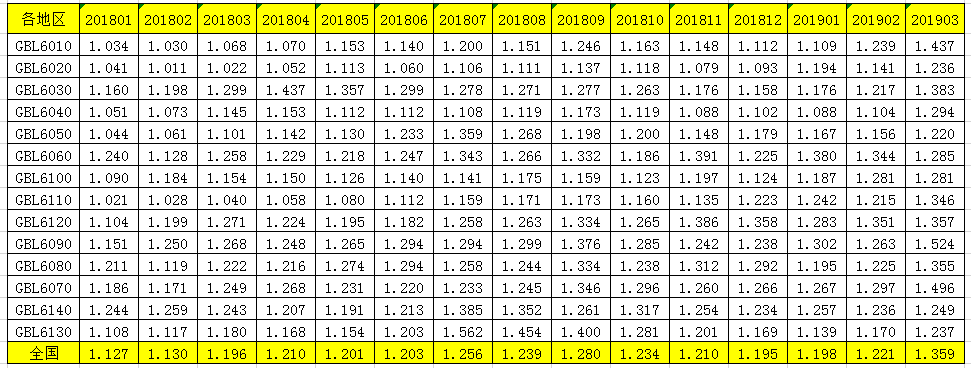 各地区 201801 201802 201803 201804 201805 201806 201807 201808 201809 201810 201811 201812 201901 201902 201903
GBL6010 1.034 1.030 1.068 1.070 1.153 1.140 1.200 1.151 1.246 1.163 1.148 1.112 1.109 1.239 1.437
GBL6020 1.041 1.011 1.022 1.052 1.113 1.060 1.106 1.111 1.137 1.118 1.079 1.093 1.194 1.141 1.236
GBL6030 1.160 1.198 1.299 1.437 1.357 1.299 1.278 1.271 1.277 1.263 1.176 1.158 1.176 1.217 1.383
GBL6040 1.051 1.073 1.145 1.153 1.112 1.112 1.108 1.119 1.173 1.119 1.088 1.102 1.088 1.104 1.294
GBL6050 1.044 1.061 1.101 1.142 1.130 1.233 1.359 1.268 1.198 1.200 1.148 1.179 1.167 1.156 1.220
GBL6060 1.240 1.128 1.258 1.229 1.218 1.247 1.343 1.266 1.332 1.186 1.391 1.225 1.380 1.344 1.285
GBL6100 1.090 1.184 1.154 1.150 1.126 1.140 1.141 1.175 1.159 1.123 1.197 1.124 1.187 1.281 1.281
GBL6110 1.021 1.028 1.040 1.058 1.080 1.112 1.159 1.171 1.173 1.160 1.135 1.223 1.242 1.215 1.346
GBL6120 1.104 1.199 1.271 1.224 1.195 1.182 1.258 1.263 1.334 1.265 1.386 1.358 1.283 1.351 1.357
GBL6090 1.151 1.250 1.268 1.248 1.265 1.294 1.294 1.299 1.376 1.285 1.242 1.238 1.302 1.263 1.524
GBL6080 1.211 1.119 1.222 1.216 1.274 1.294 1.258 1.244 1.334 1.238 1.312 1.292 1.195 1.225 1.355
GBL6070 1.186 1.171 1.249 1.268 1.231 1.220 1.233 1.245 1.346 1.296 1.260 1.266 1.267 1.297 1.496
GBL6140 1.244 1.259 1.243 1.207 1.191 1.213 1.385 1.352 1.261 1.317 1.254 1.234 1.257 1.236 1.249
GBL6130 1.108 1.117 1.180 1.168 1.154 1.203 1.562 1.454 1.400 1.281 1.201 1.169 1.139 1.170 1.237
全国 1.127 1.130 1.196 1.210 1.201 1.203 1.256 1.239 1.280 1.234 1.210 1.195 1.198 1.221 1.359